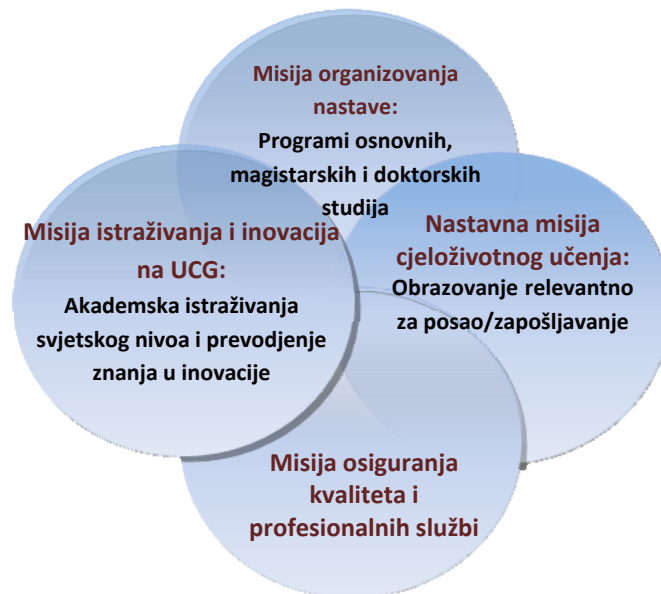 Misija organizovanja
nastave:
Programi osnovnih,
magistarskih i doktorskih
studija
Misija istraživanja i inovacija
na UCG:
Akademska istraživanja
svjetskog nivoa i prevodjenje
znanja u inovacije
Nastavna misija
cjeloživotnog učenja:
Obrazovanje relevantno
za posao/zapošljavanje
Misija osiguranja
kvaliteta i
profesionalnih službi